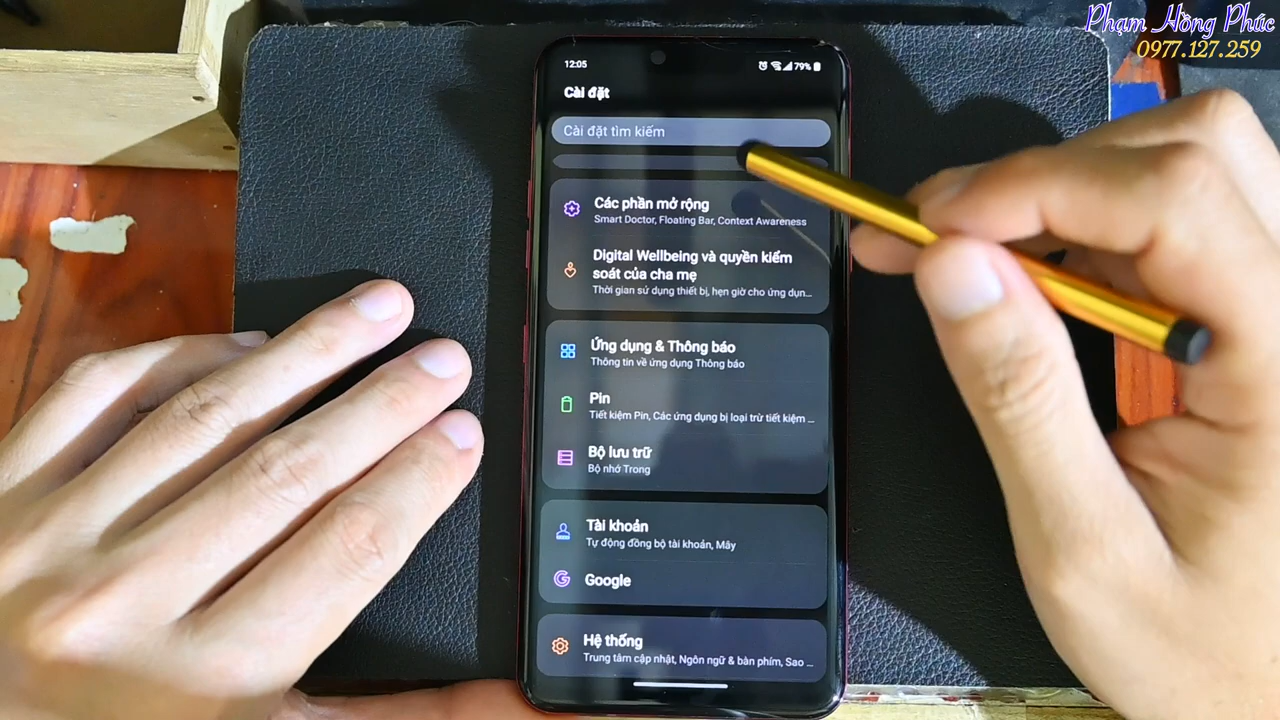 Phạm Hồng Phúc
0977.127.259
12:05
79%
Cài đặt
Cài đặt tìm kiếm
Các phần mở rộng
Smart Doctor, Floating Bar, Context Awareness
Digital Wellbeing và quyền kiểm
soát của cha mẹ
Thời gian sử dụng thiết bị, hẹn giờ cho ứng dụn...
Ứng dụng & Thông báo
Thông tin về ứng dụng Thông báo
Pin
Tiết kiệm Pin, Các ứng dụng bị loại trừ tiết kiệm ...
Bộ lưu trữ
Bộ nhớ Trong
Tài khoản
Tự động đồng bộ tài khoản, Mây
Google
Hệ thống
Trung tâm cập nhật, Ngôn ngữ & bàn phím, Sao ...